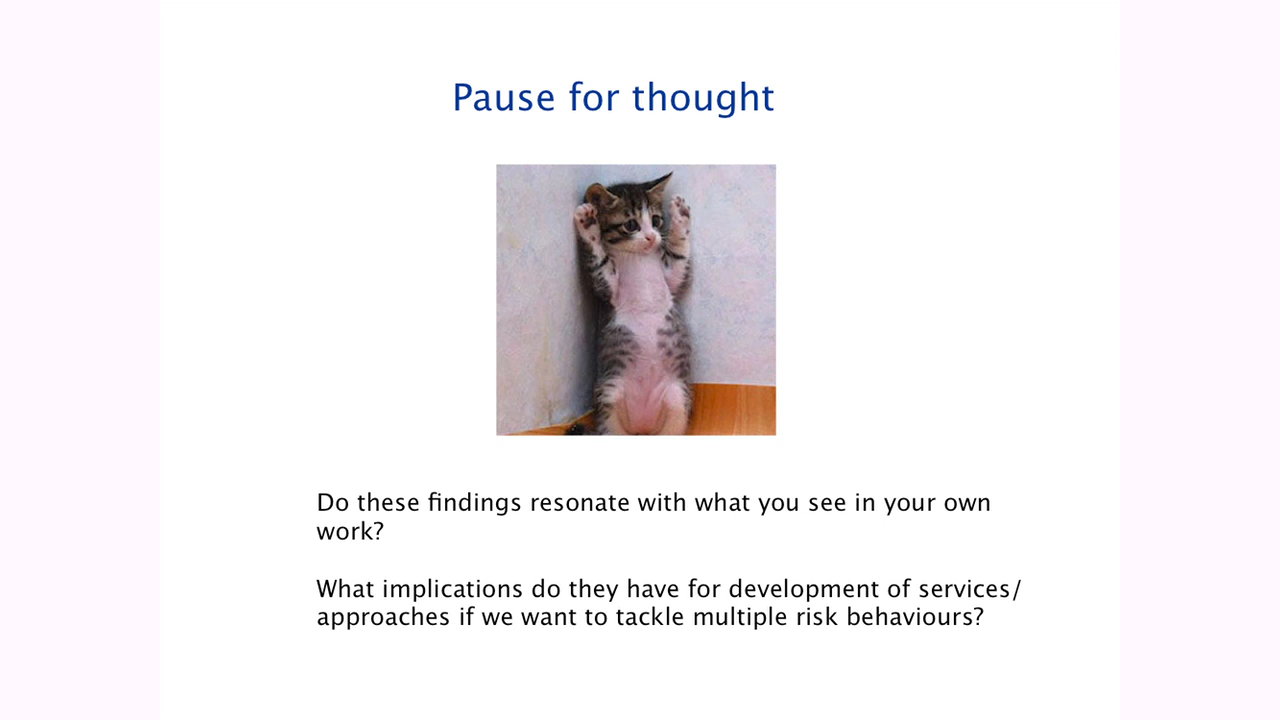 Pause for thought
Do these findings resonate with what you see in your own
work?
What implications do they have for development of services/
approaches if we want to tackle multiple risk behaviours?